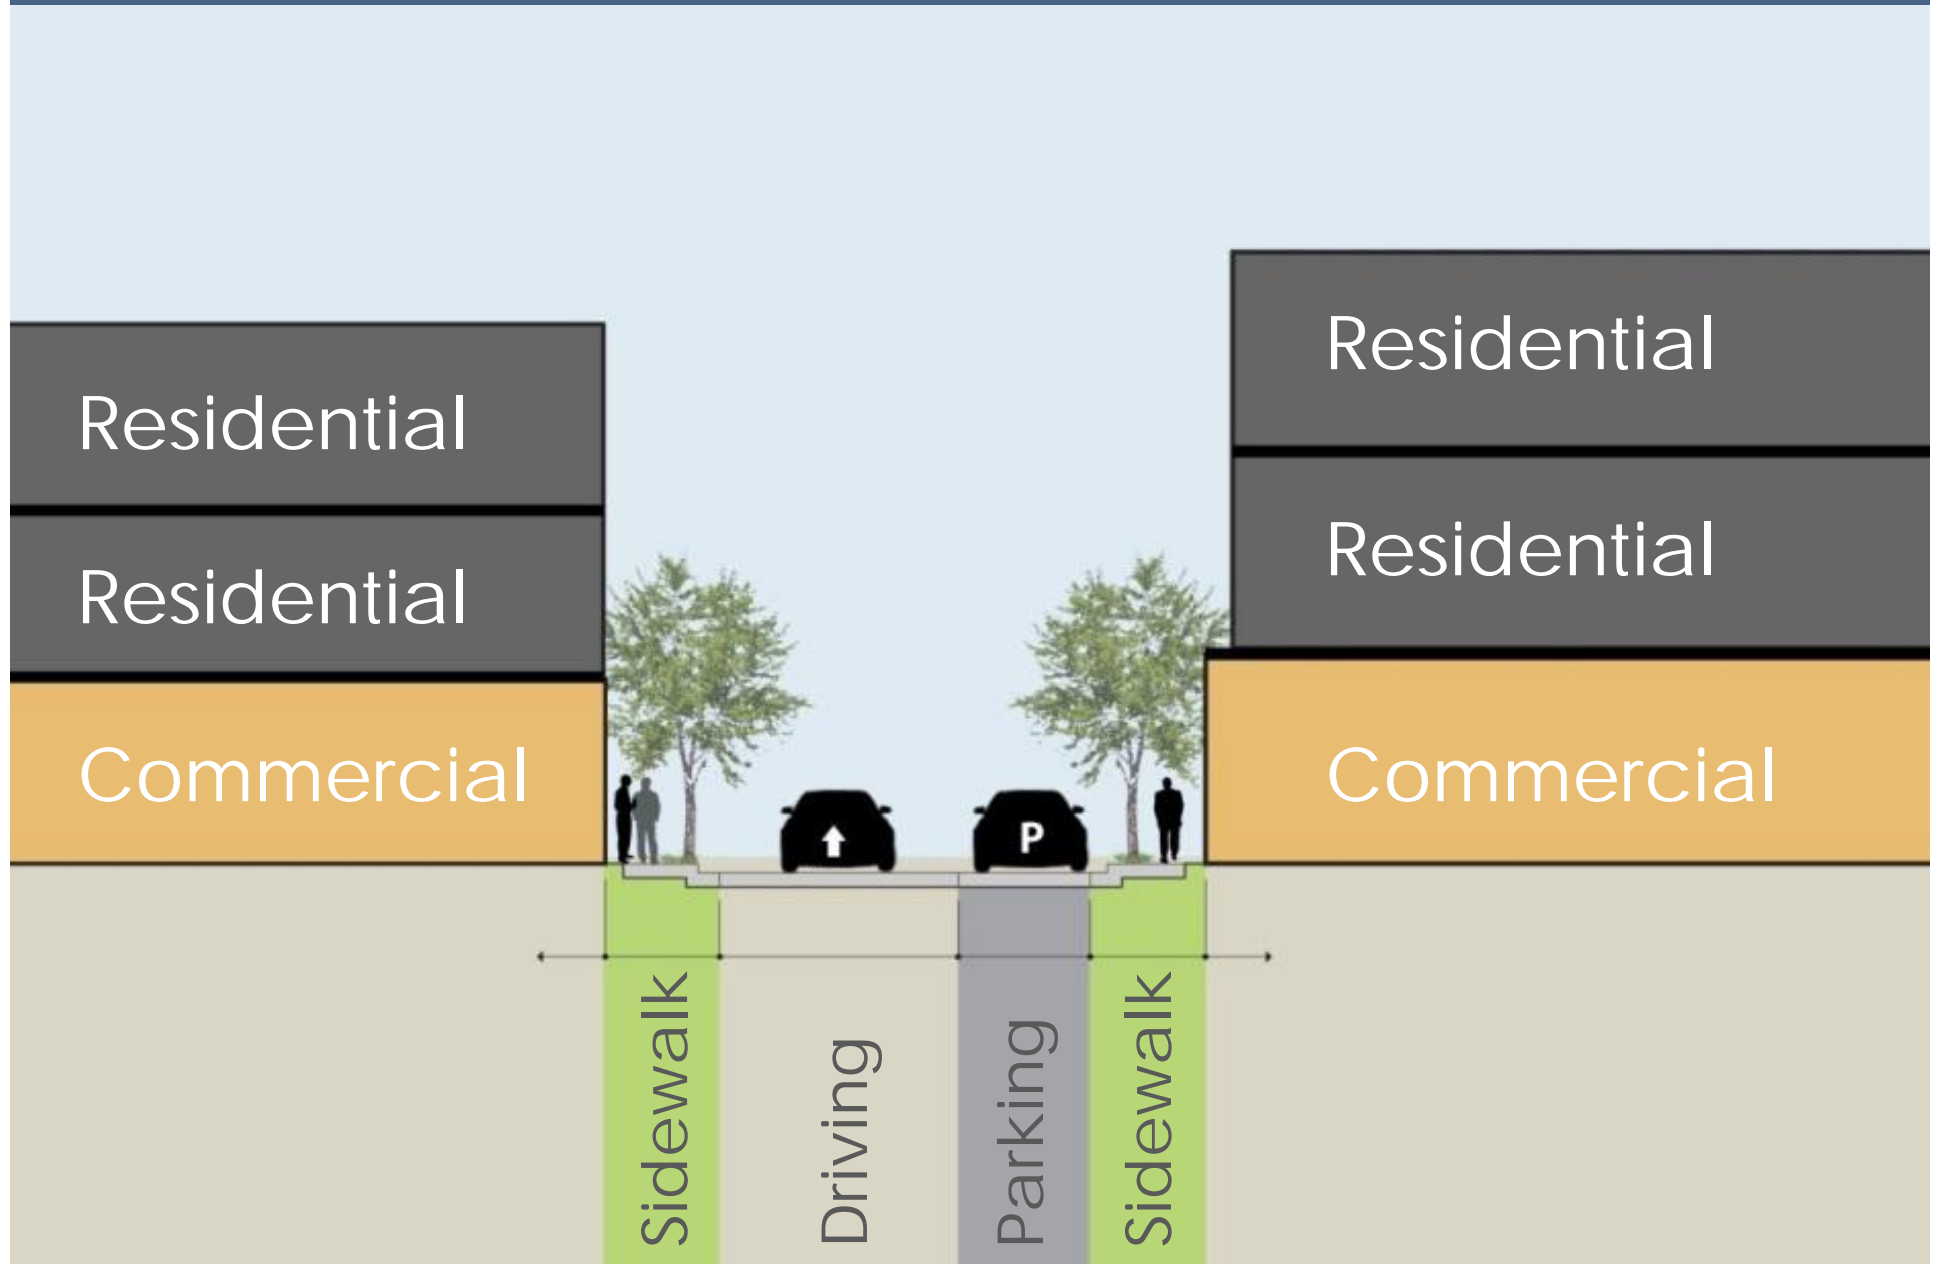 Residential
Residential
Commercial
Residential
Residential
Commercial
P
Sidewalk
Driving
Parking
Sidewalk